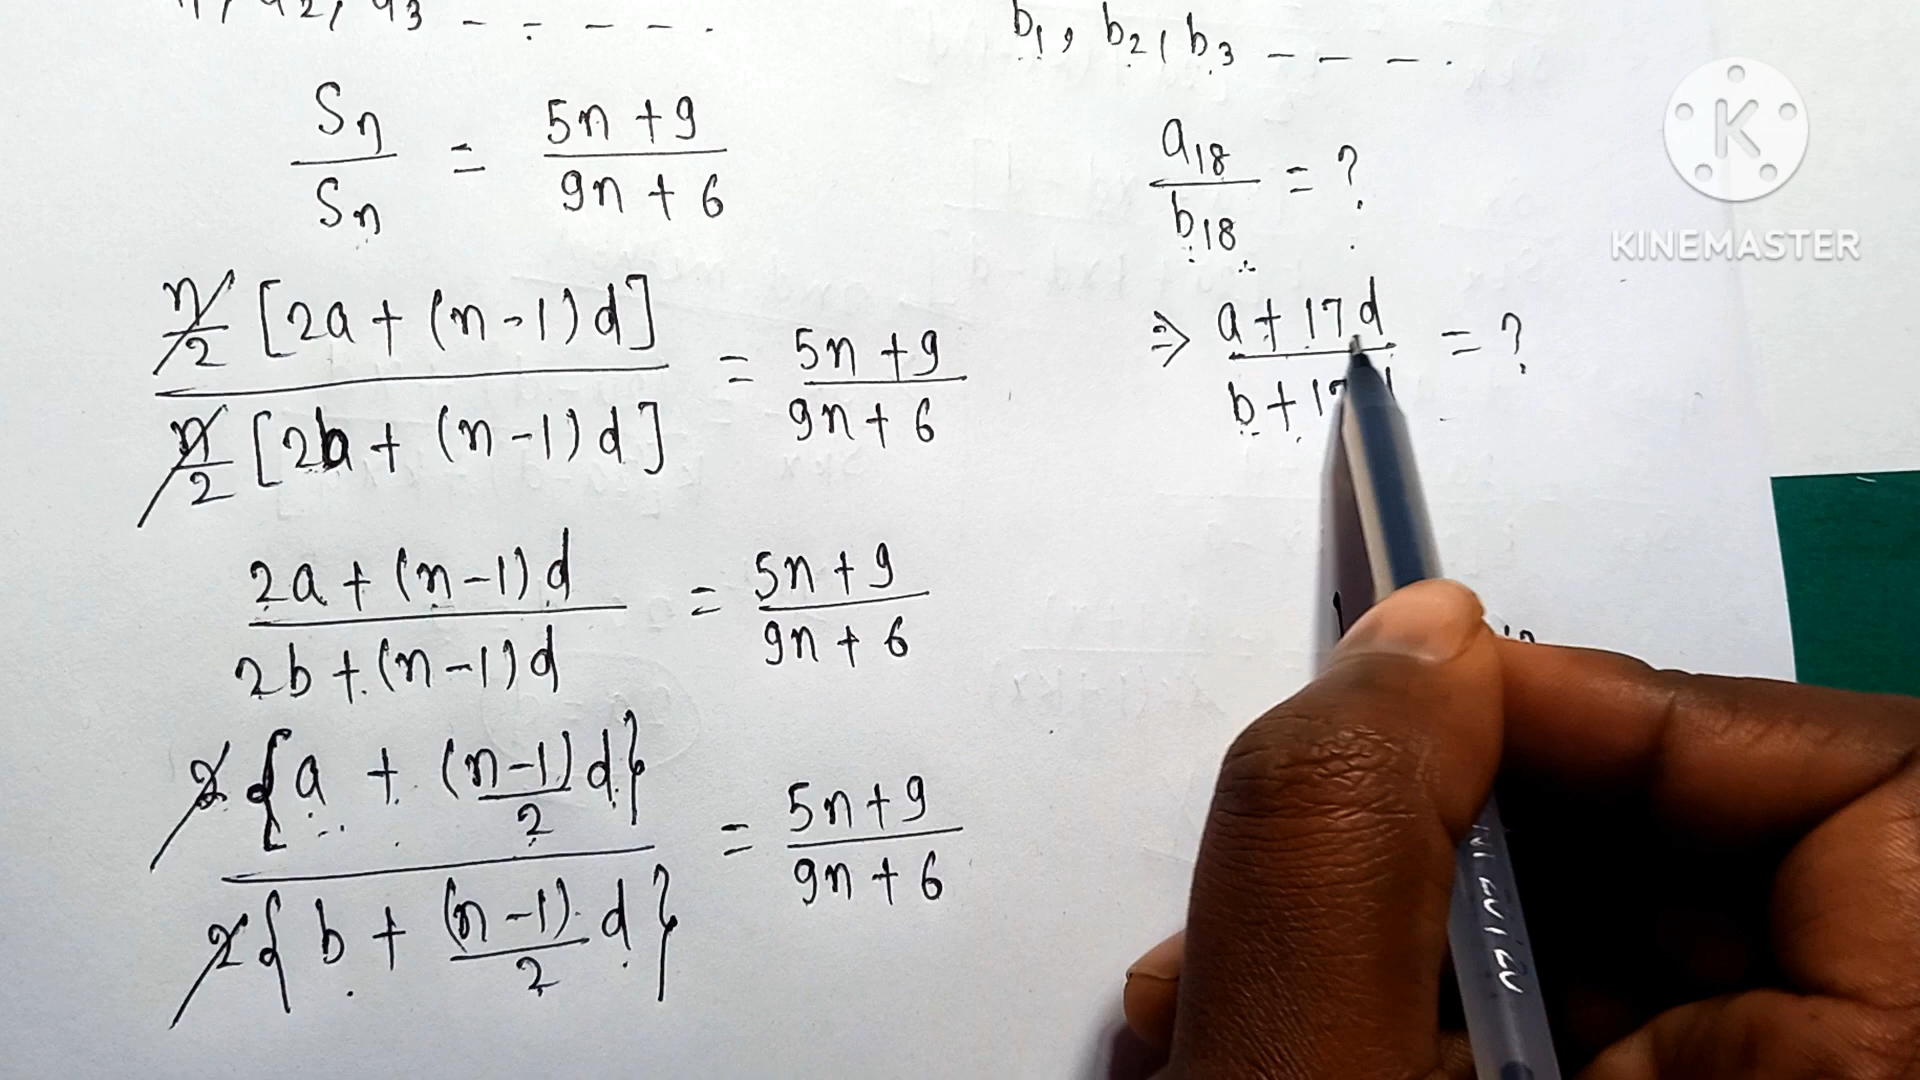 a2, a3 - - - - - .
b1, b2, b3 - - - .
Sn/Sn = 5n+9/9n+6
a18/b18 = ?
n/2 [2a + (n-1)d] / n/2 [2b + (n-1)d] = 5n+9/9n+6
⇒ a+17d/b+17 = ?
2a+(n-1)d / 2b+(n-1)d = 5n+9/9n+6
2{a + (n-1)/2 d} / 2{b + (n-1)/2 d} = 5n+9/9n+6
K
KINEMASTER